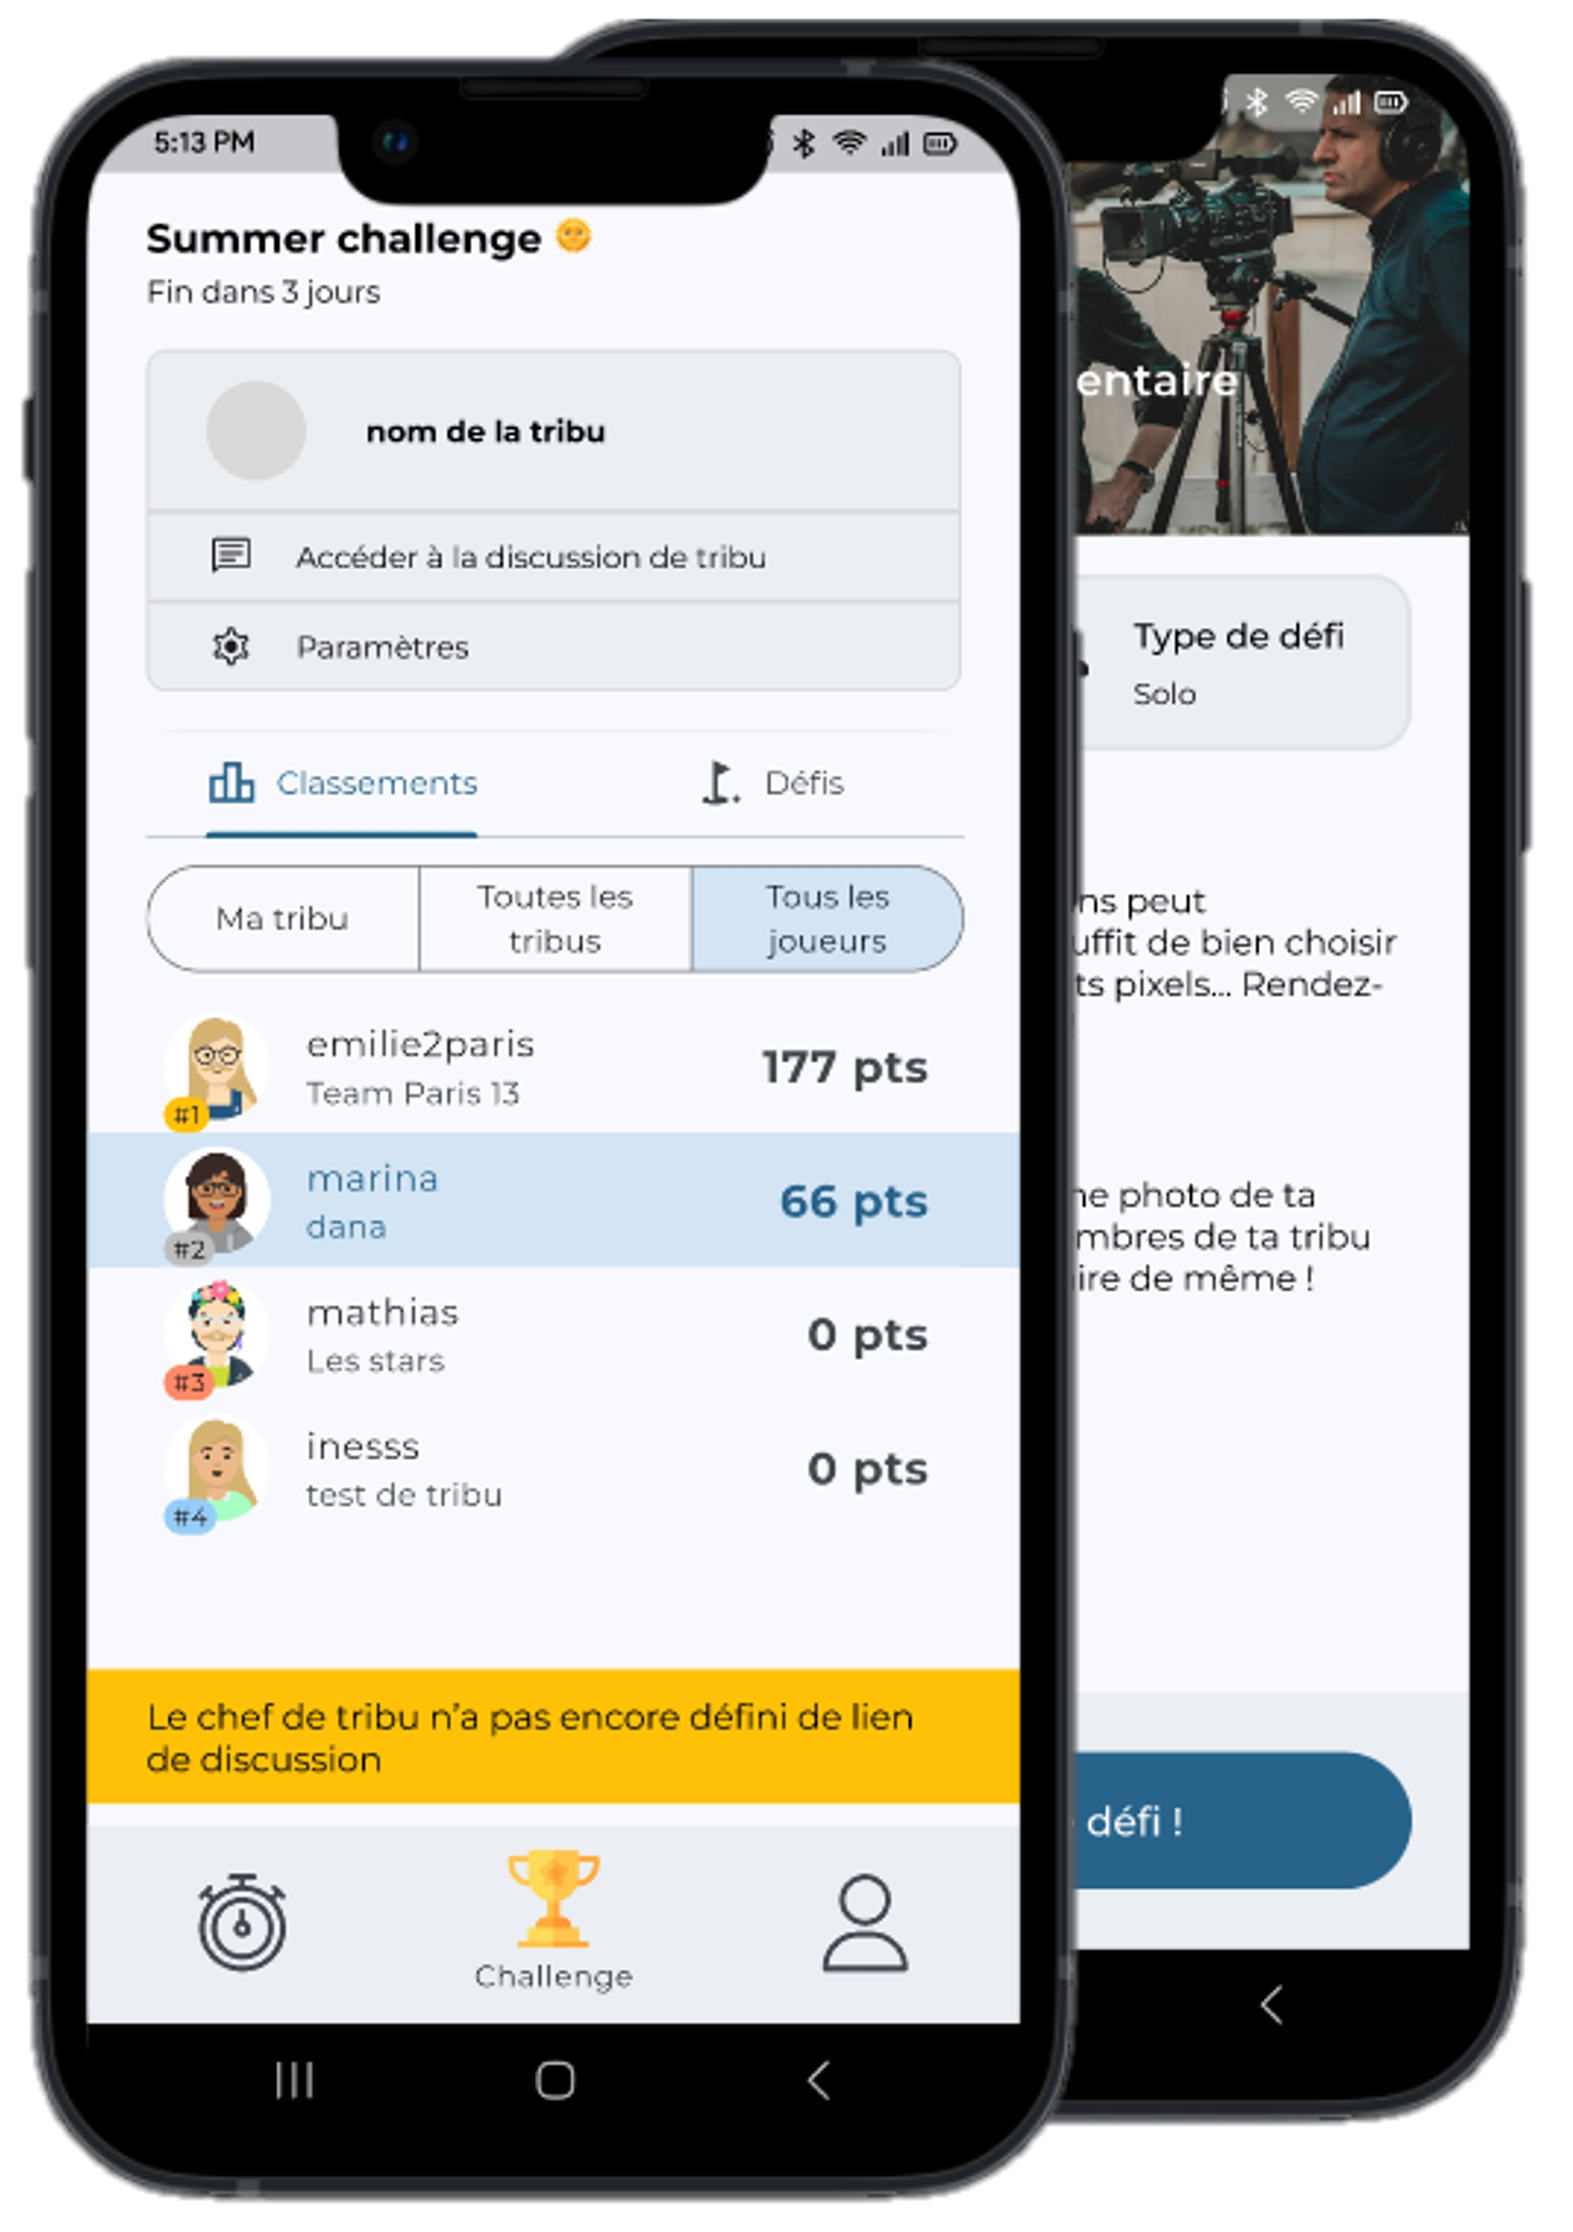 5:13 PM
Summer challenge
Fin dans 3 jours
nom de la tribu
Accéder à la discussion de tribu
Paramètres
Classements
Défis
Ma tribu
Toutes les
tribus
Tous les
joueurs
emilie2paris
Team Paris 13
177 pts
#1
marina
dana
66 pts
#2
mathias
Les stars
0 pts
#3
inesss
test de tribu
0 pts
#4
Le chef de tribu n'a pas encore défini de lien
de discussion
Challenge
entaire
Type de défi
Solo
ns peut
uffit de bien choisir
ts pixels... Rendez-
ne photo de ta
mbres de ta tribu
ire de même !
défi !